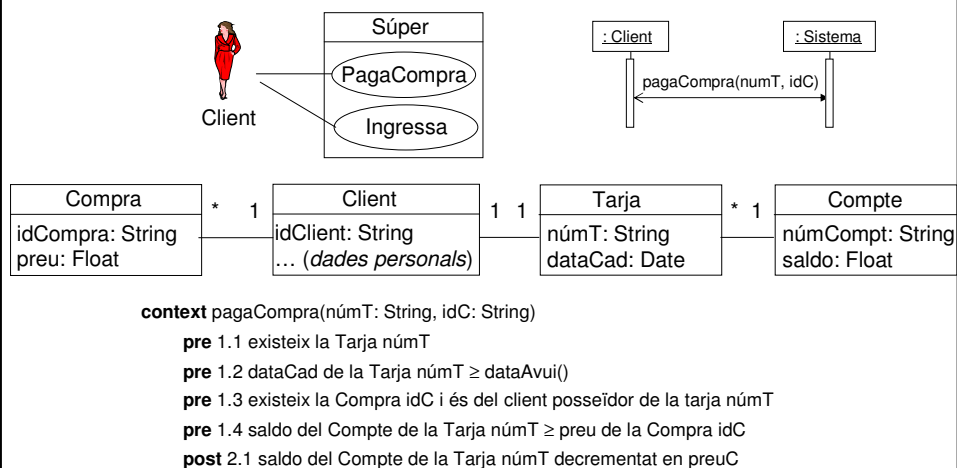 Súper
PagaCompra
Ingressa
Client
: Client
: Sistema
pagaCompra(numT, idC)
Compra
idCompra: String
preu: Float
* 1
Client
idClient: String
… (dades personals)
1 1
Tarja
númT: String
dataCad: Date
* 1
Compte
númCompt: String
saldo: Float
context pagaCompra(númT: String, idC: String)
pre 1.1 existeix la Tarja númT
pre 1.2 dataCad de la Tarja númT ≥ dataAvui()
pre 1.3 existeix la Compra idC i és del client posseïdor de la tarja númT
pre 1.4 saldo del Compte de la Tarja númT ≥ preu de la Compra idC
post 2.1 saldo del Compte de la Tarja númT decrementat en preuC